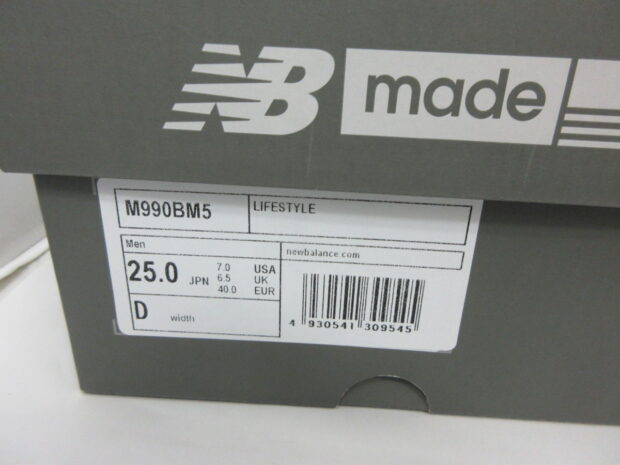 NB made
M990BM5 LIFESTYLE
Men
newbalance.com
25.0 JPN
7.0 USA
6.5 UK
40.0 EUR
D width
4 930541 309545